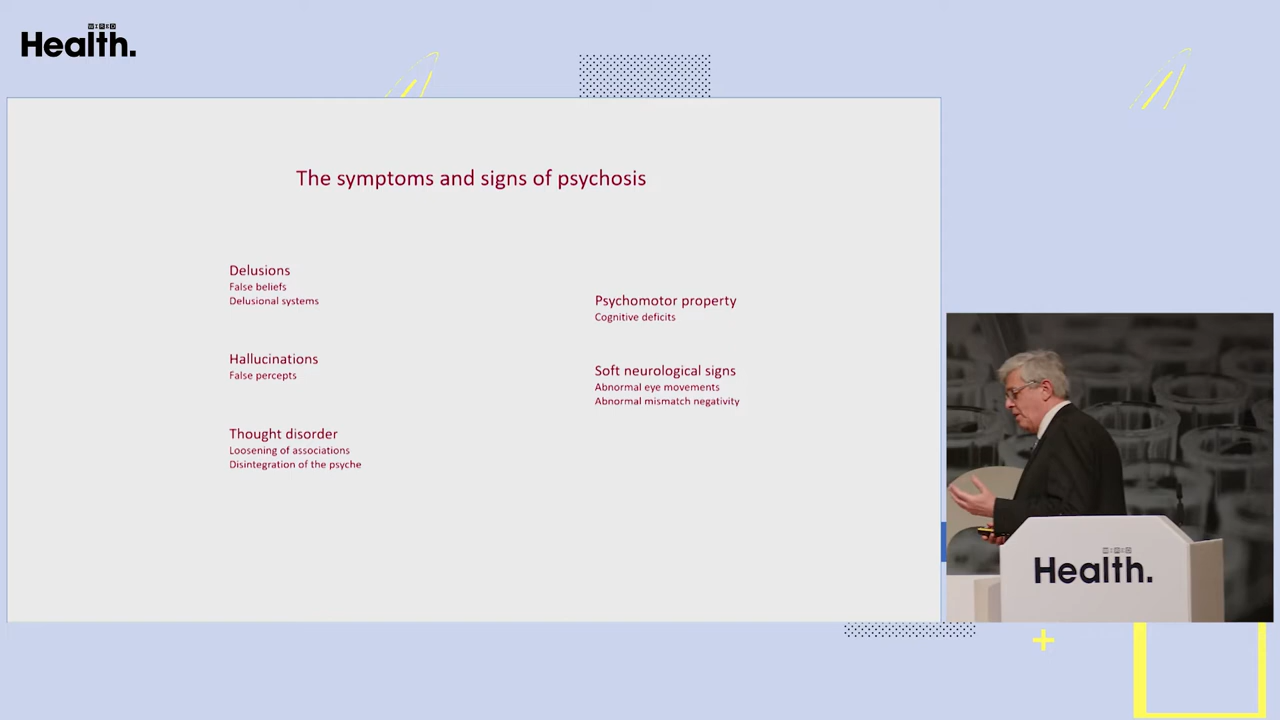 WIRED
Health.
The symptoms and signs of psychosis
Delusions
False beliefs
Delusional systems
Hallucinations
False percepts
Thought disorder
Loosening of associations
Disintegration of the psyche
Psychomotor property
Cognitive deficits
Soft neurological signs
Abnormal eye movements
Abnormal mismatch negativity
WIRED
Health.